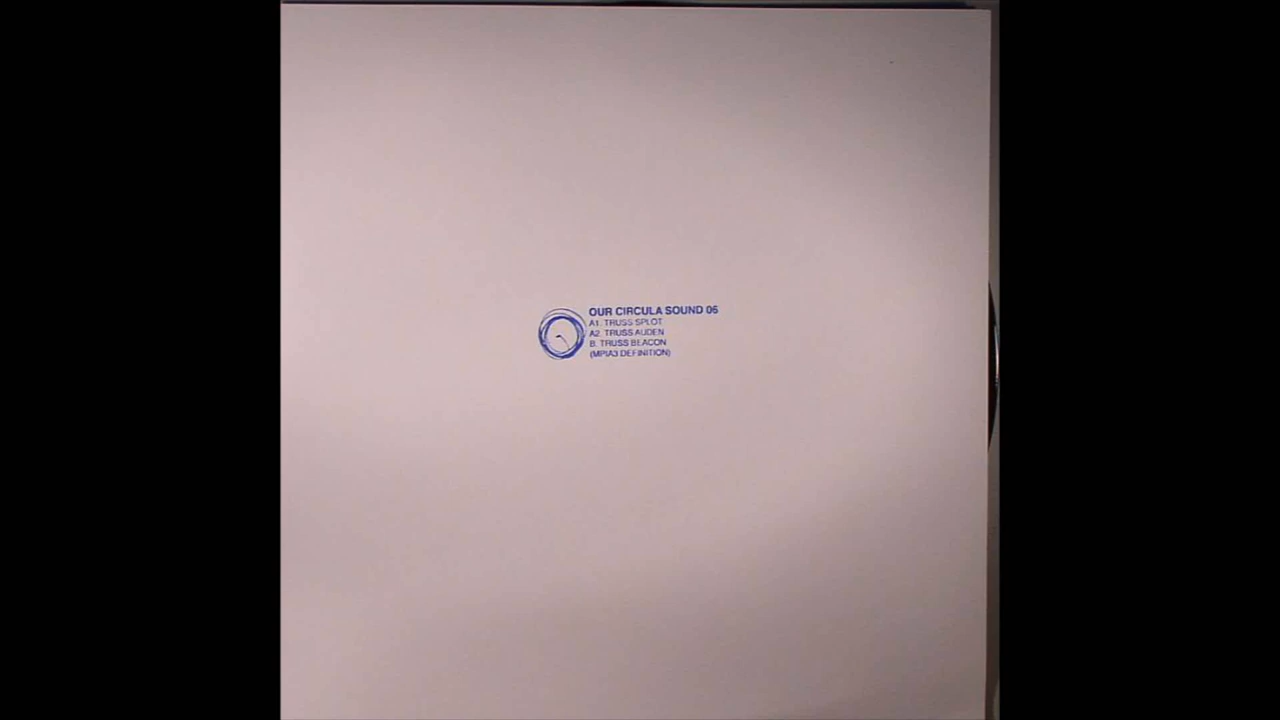 OUR CIRCULA SOUND 06
A1. TRUSS SPLOT
A2. TRUSS AUDEN
B. TRUSS BEACON
(MPIA3 DEFINITION)